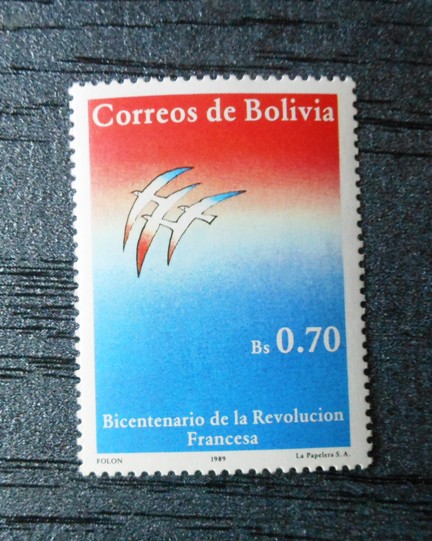 Correos de Bolivia
Bs 0.70
Bicentenario de la Revolucion
Francesa
FOLON 1989 La Papelera S.A.